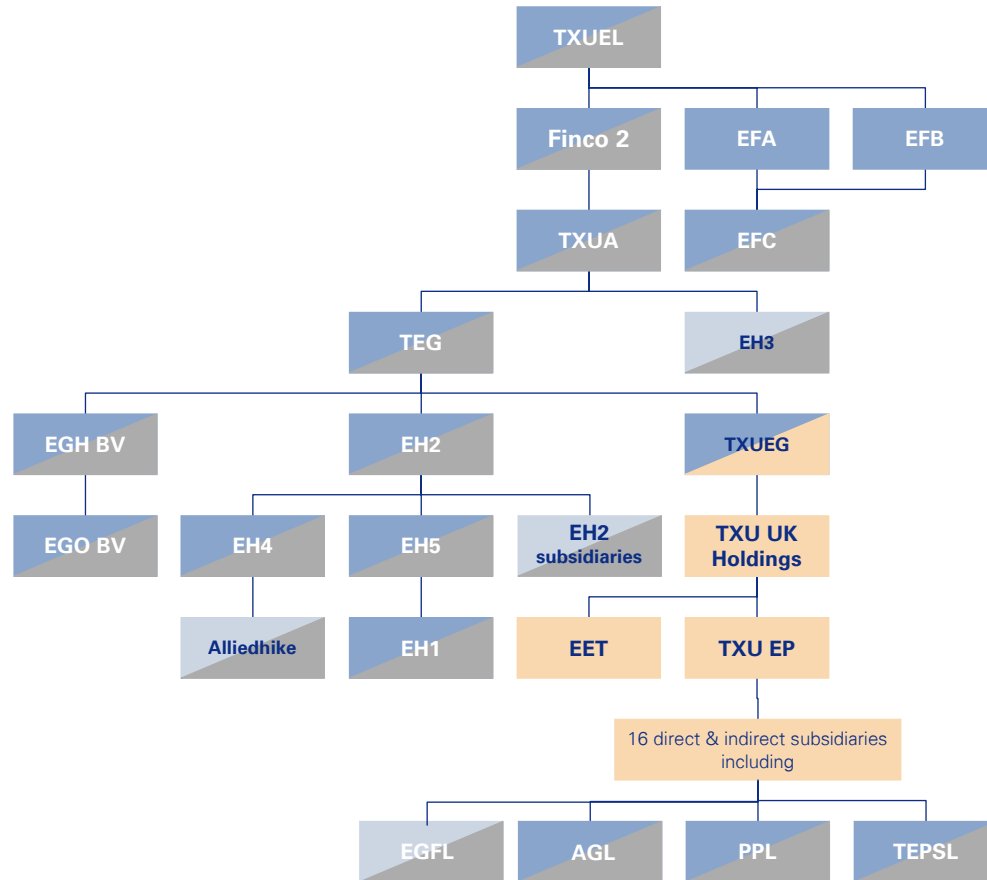 TXUEL
Finco 2
EFA
EFB
TXUA
EFC
TEG
EH3
EGH BV
EH2
TXUEG
EGO BV
EH4
EH5
EH2
subsidiaries
TXU UK
Holdings
Alliedhike
EH1
EET
TXU EP
16 direct & indirect subsidiaries
including
EGFL
AGL
PPL
TEPSL